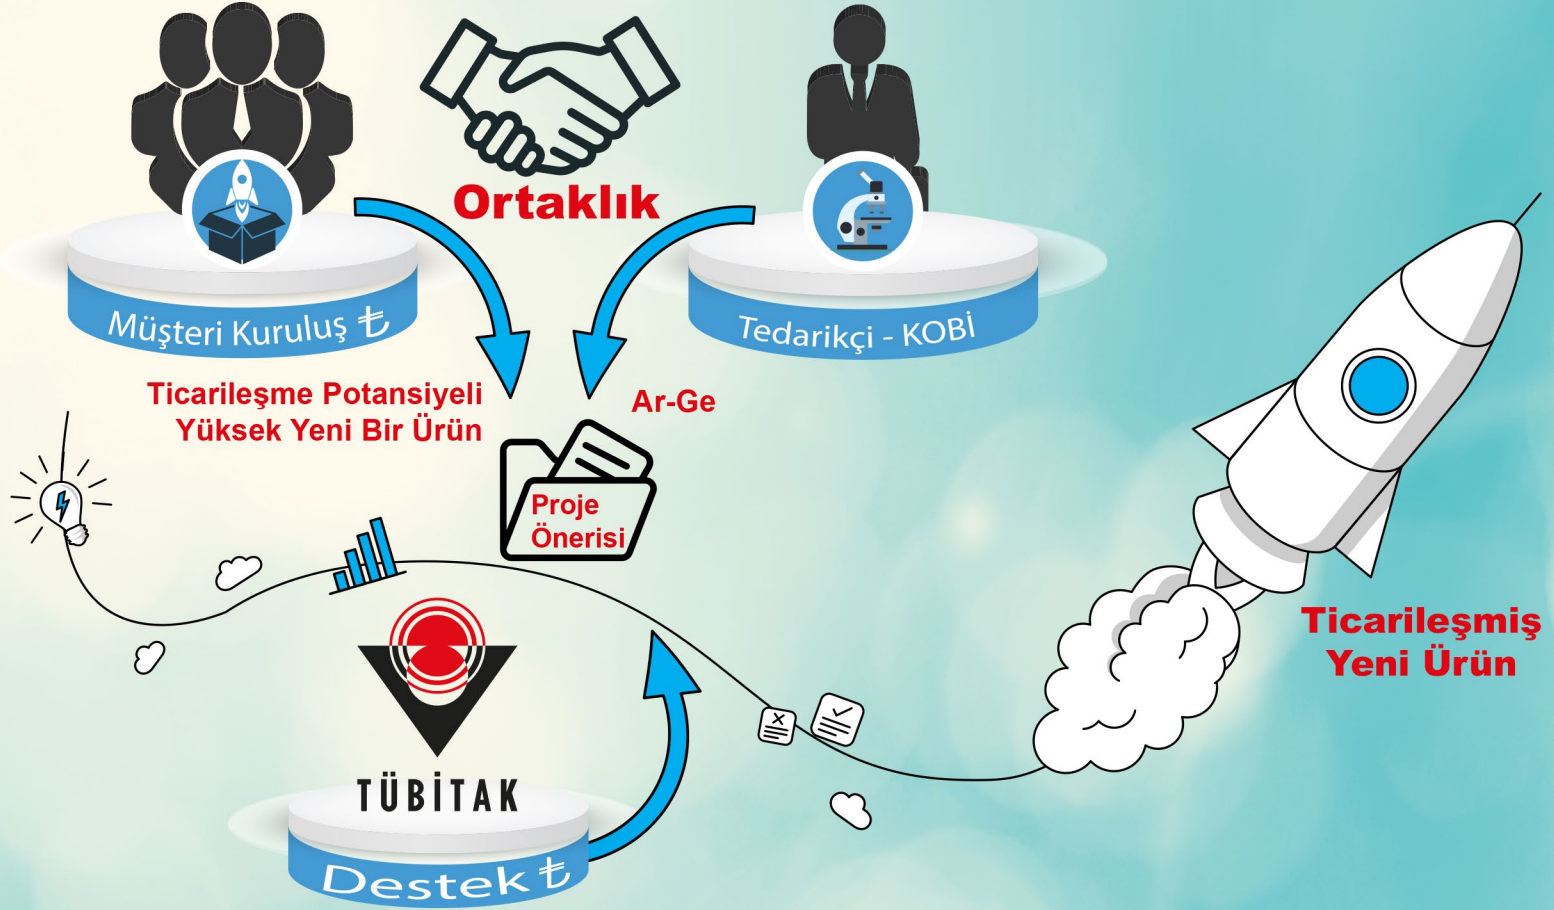 Ortaklık
Müşteri Kuruluş ₺
Tedarikçi - KOBİ
Ticarileşme Potansiyeli
Yüksek Yeni Bir Ürün
Ar-Ge
Proje
Önerisi
Ticarileşmiş
Yeni Ürün
TÜBİTAK
Destek ₺